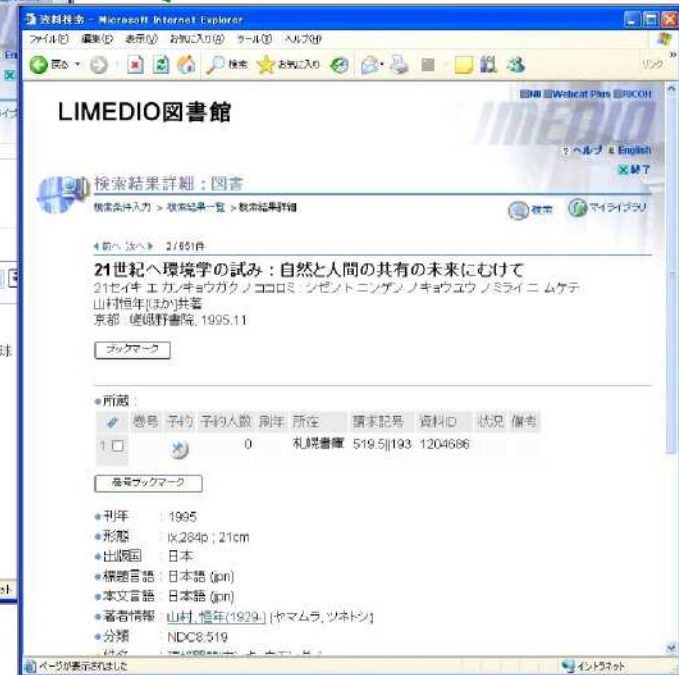 資料検索 - Microsoft Internet Explorer
ファイル(F) 編集(E) 表示(V) お気に入り(A) ツール(T) ヘルプ(H)
戻る 検索 お気に入り リンク
NII Webcat Plus RICOH
LIMEDIO図書館
? ヘルプ English
終了
検索結果詳細：図書
検索条件入力 > 検索結果一覧 > 検索結果詳細
検索 マイライブラリ
前へ 次へ 2/651件
21世紀へ環境学の試み：自然と人間の共有の未来にむけて
21セイキ エ カンキョウガク ノ ココロミ : シゼン ト ニンゲン ノ キョウユウ ノ ミライ ニ ムケテ
山村恒年[ほか]共著
京都 : 嵯峨野書院, 1995.11
ブックマーク
所蔵 :
巻号 予約 予約人数 刷年 所在 請求記号 資料ID 状況 備考
1 0 札幌書庫 519.5||193 1204686
巻号ブックマーク
刊年 : 1995
形態 : ix,284p ; 21cm
出版国 : 日本
標題言語 : 日本語 (jpn)
本文言語 : 日本語 (jpn)
著者情報 : 山村, 恒年(1929-) (ヤマムラ, ツネトシ)
分類 : NDC8:519
ページが表示されました
イントラネット